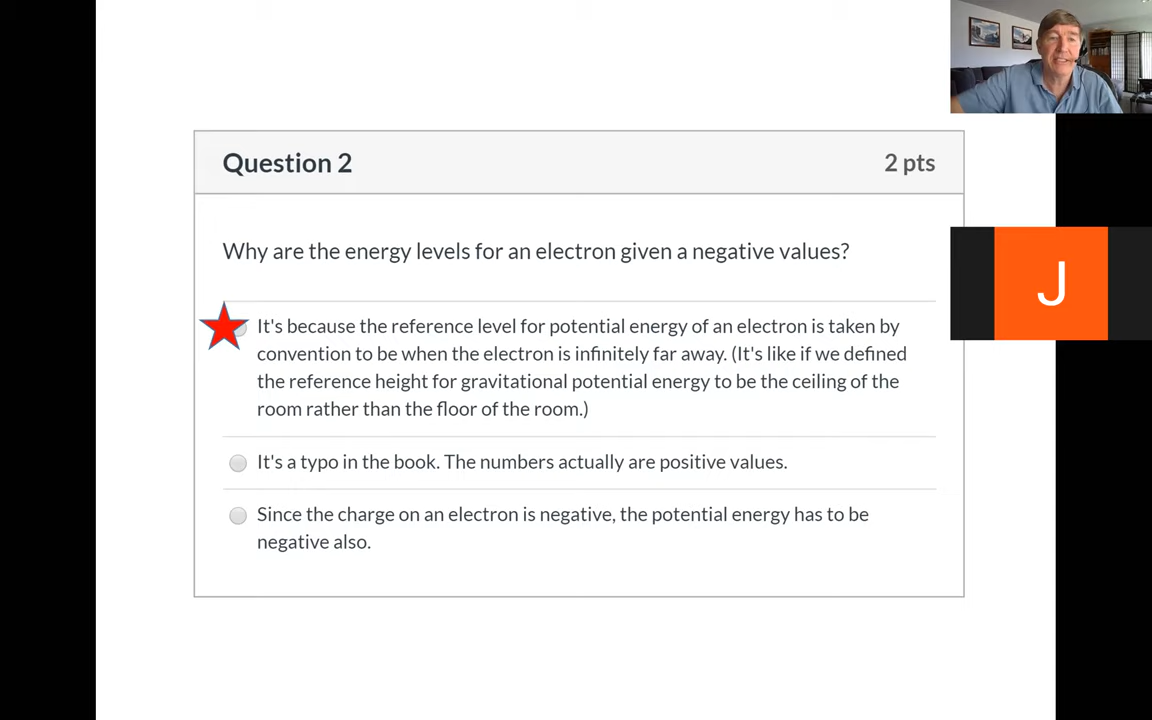 Question 2
2 pts
Why are the energy levels for an electron given a negative values?
It's because the reference level for potential energy of an electron is taken by
convention to be when the electron is infinitely far away. (It's like if we defined
the reference height for gravitational potential energy to be the ceiling of the
room rather than the floor of the room.)
It's a typo in the book. The numbers actually are positive values.
Since the charge on an electron is negative, the potential energy has to be
negative also.
J